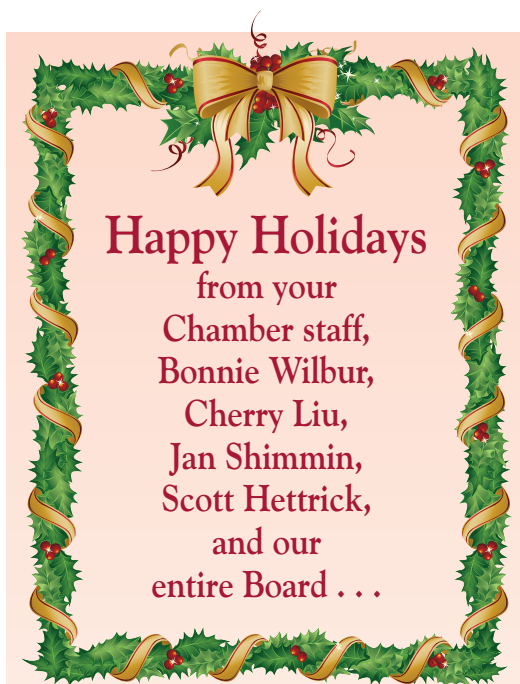 Happy Holidays
from your
Chamber staff,
Bonnie Wilbur,
Cherry Liu,
Jan Shimmin,
Scott Hettrick,
and our
entire Board . . .